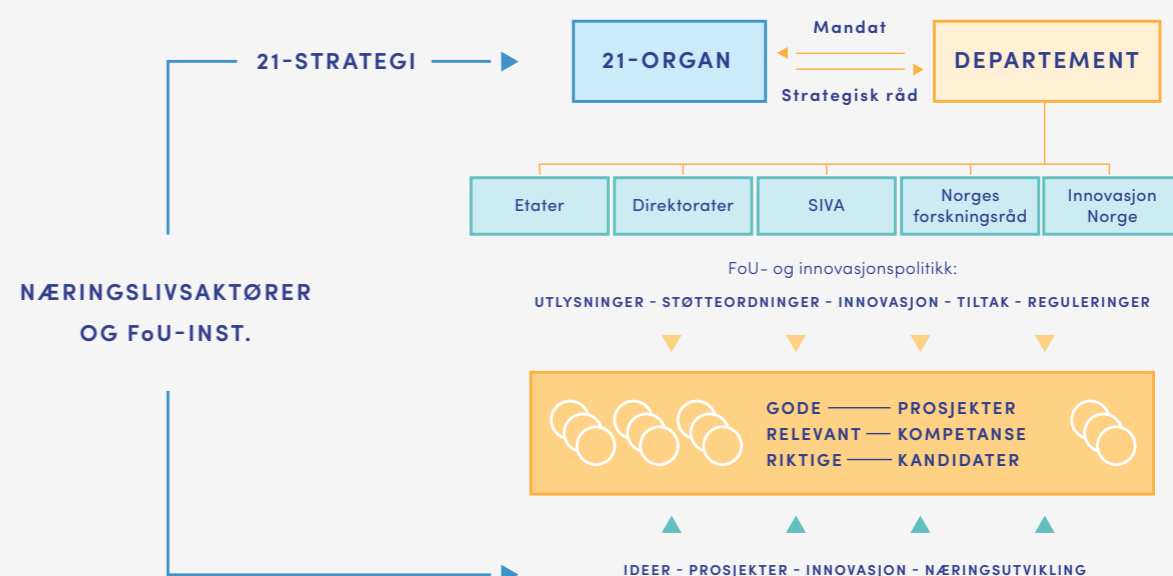 21-STRATEGI
21-ORGAN
Mandat
Strategisk råd
DEPARTEMENT
Etater
Direktorater
SIVA
Norges
forskningsråd
Innovasjon
Norge
NÆRINGSLIVSAKTØRER
OG FoU-INST.
FoU- og innovasjonspolitikk:
UTLYSNINGER - STØTTEORDNINGER - INNOVASJON - TILTAK - REGULERINGER
GODE PROSJEKTER
RELEVANT KOMPETANSE
RIKTIGE KANDIDATER
IDEER - PROSJEKTER - INNOVASJON - NÆRINGSUTVIKLING